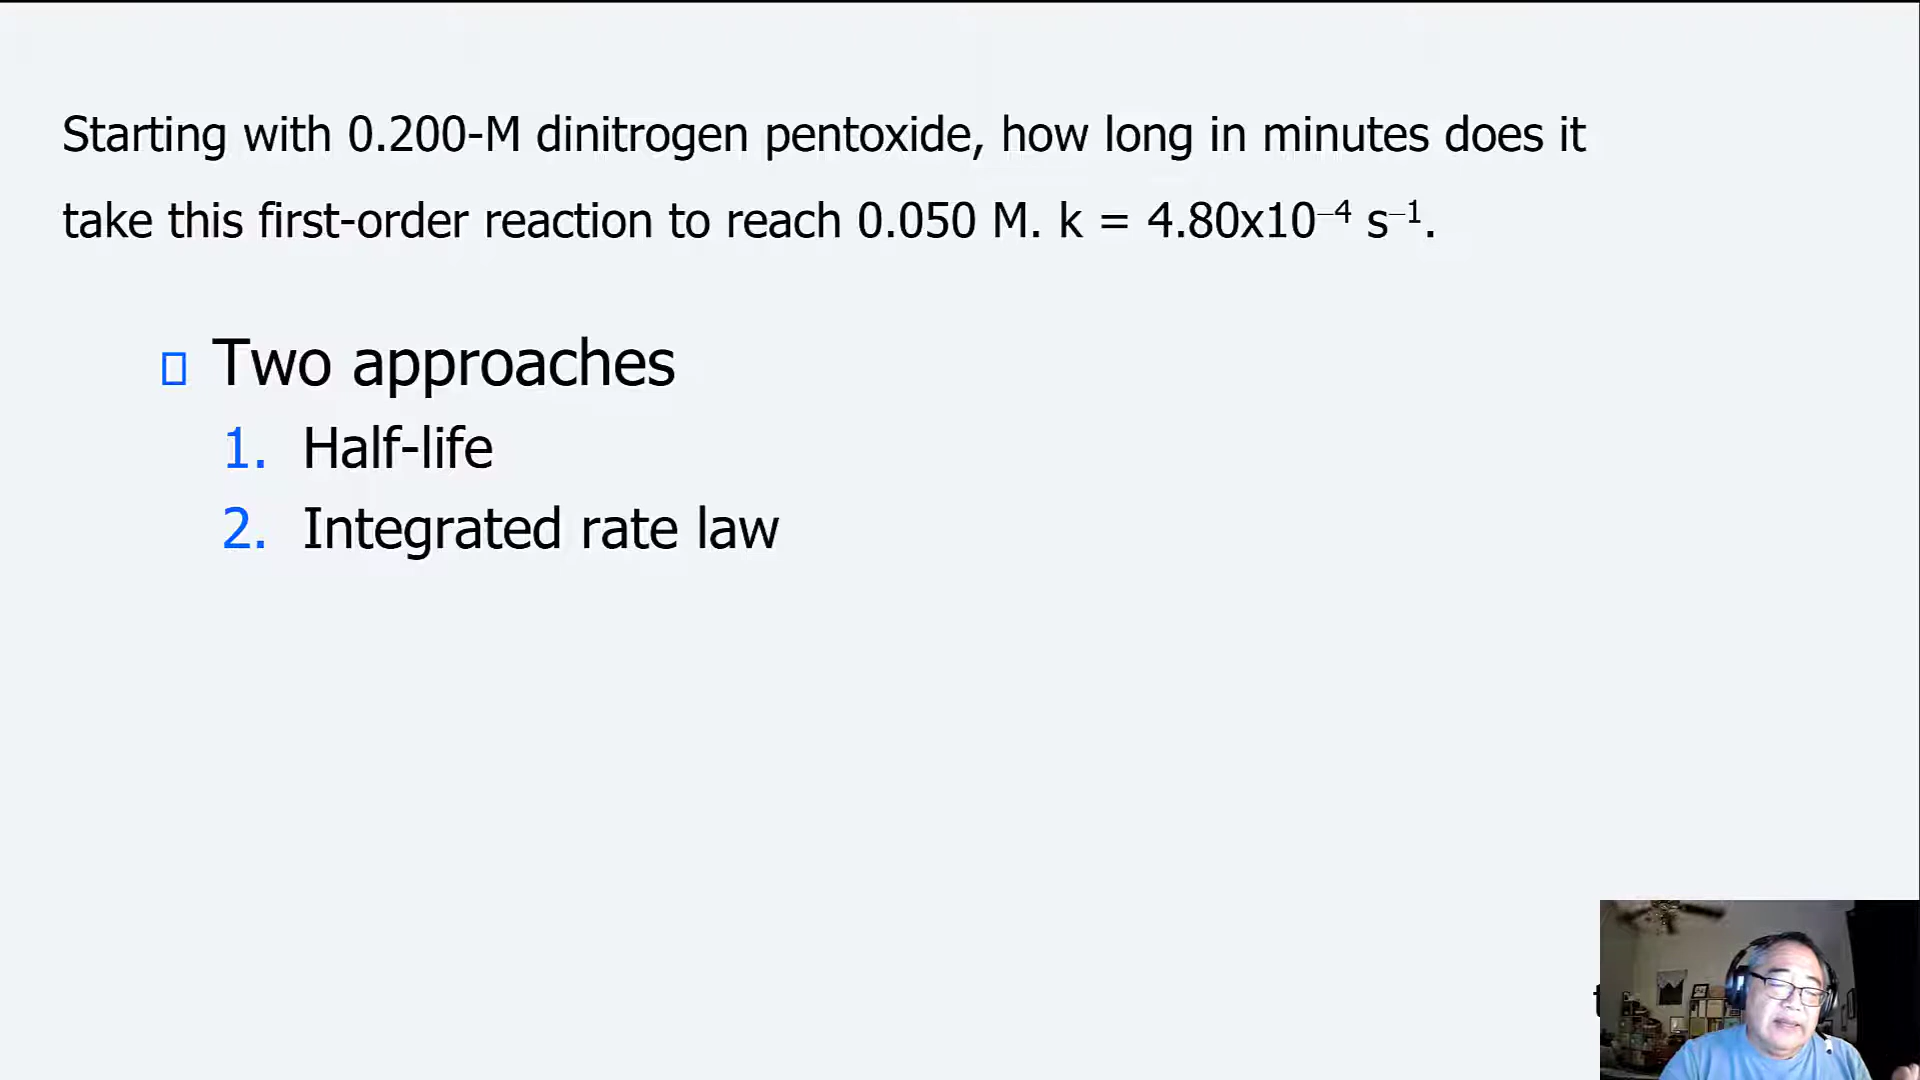 Starting with 0.200-M dinitrogen pentoxide, how long in minutes does it
take this first-order reaction to reach 0.050 M. k = 4.80x10⁻⁴ s⁻¹.
Two approaches
1. Half-life
2. Integrated rate law